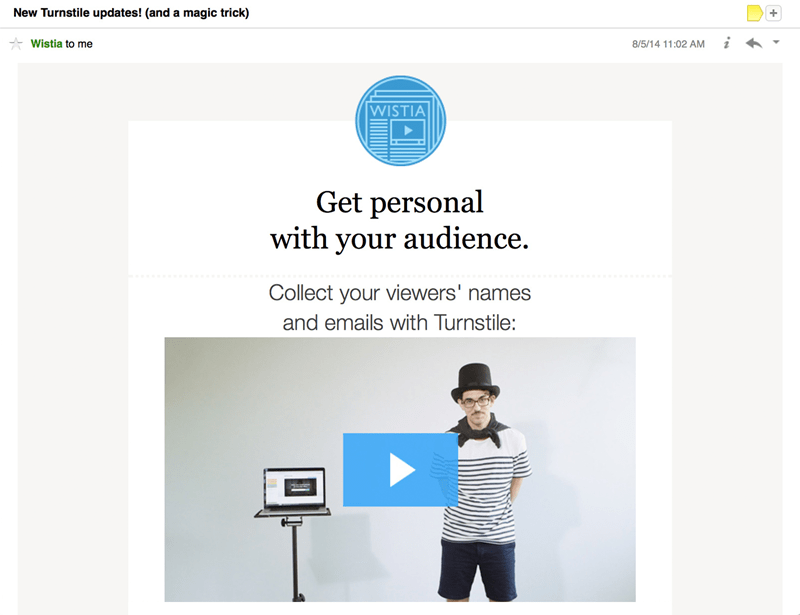 New Turnstile updates! (and a magic trick)
Wistia to me
8/5/14 11:02 AM
WISTIA
Get personal
with your audience.
Collect your viewers' names
and emails with Turnstile: